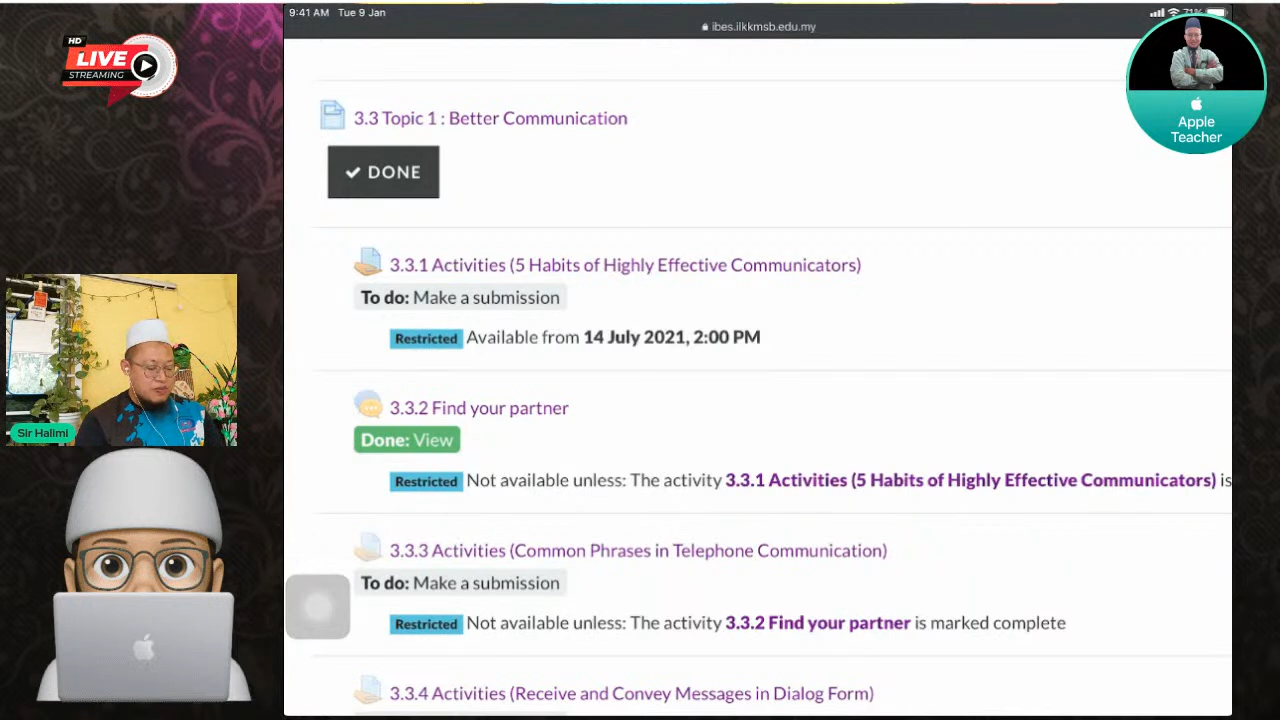 9:41 AM Tue 9 Jan
71%
ibes.ilkkmsb.edu.my
HD
LIVE
STREAMING
Apple
Teacher
3.3 Topic 1 : Better Communication
DONE
3.3.1 Activities (5 Habits of Highly Effective Communicators)
To do: Make a submission
Restricted Available from 14 July 2021, 2:00 PM
3.3.2 Find your partner
Done: View
Restricted Not available unless: The activity 3.3.1 Activities (5 Habits of Highly Effective Communicators) is
Sir Halimi
3.3.3 Activities (Common Phrases in Telephone Communication)
To do: Make a submission
Restricted Not available unless: The activity 3.3.2 Find your partner is marked complete
3.3.4 Activities (Receive and Convey Messages in Dialog Form)